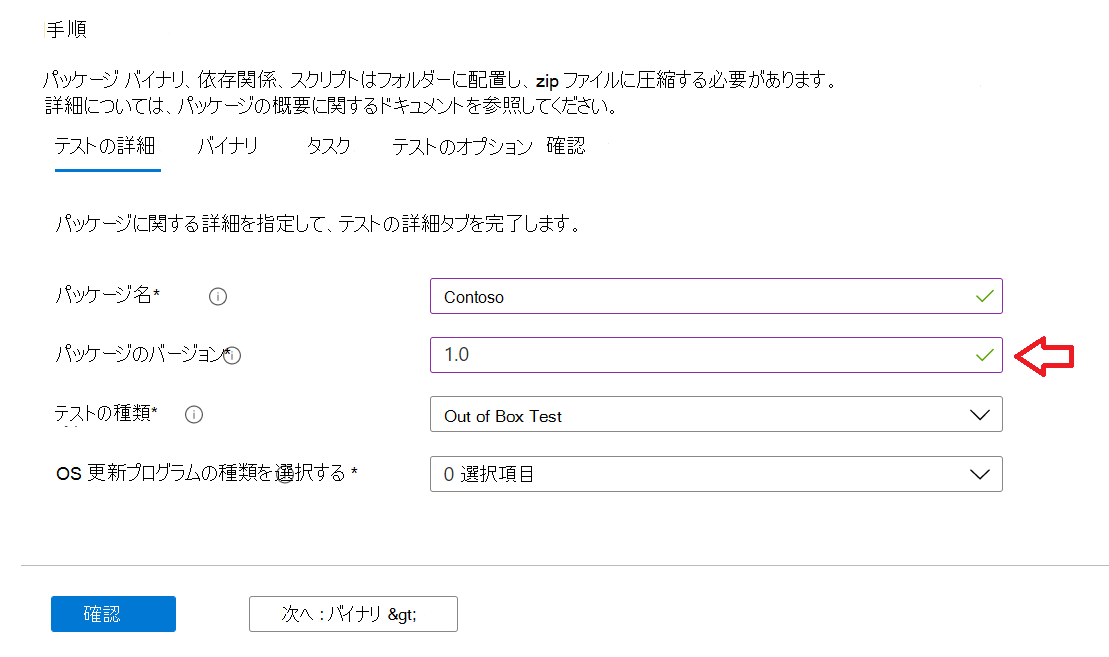 手順
パッケージ バイナリ、依存関係、スクリプトはフォルダーに配置し、zip ファイルに圧縮する必要があります。
詳細については、パッケージの概要に関するドキュメントを参照してください。
テストの詳細 バイナリ タスク テストのオプション 確認
パッケージに関する詳細を指定して、テストの詳細タブを完了します。
パッケージ名* Contoso
パッケージのバージョン* 1.0
テストの種類* Out of Box Test
OS 更新プログラムの種類を選択する * 0 選択項目
確認 次へ : バイナリ &gt;